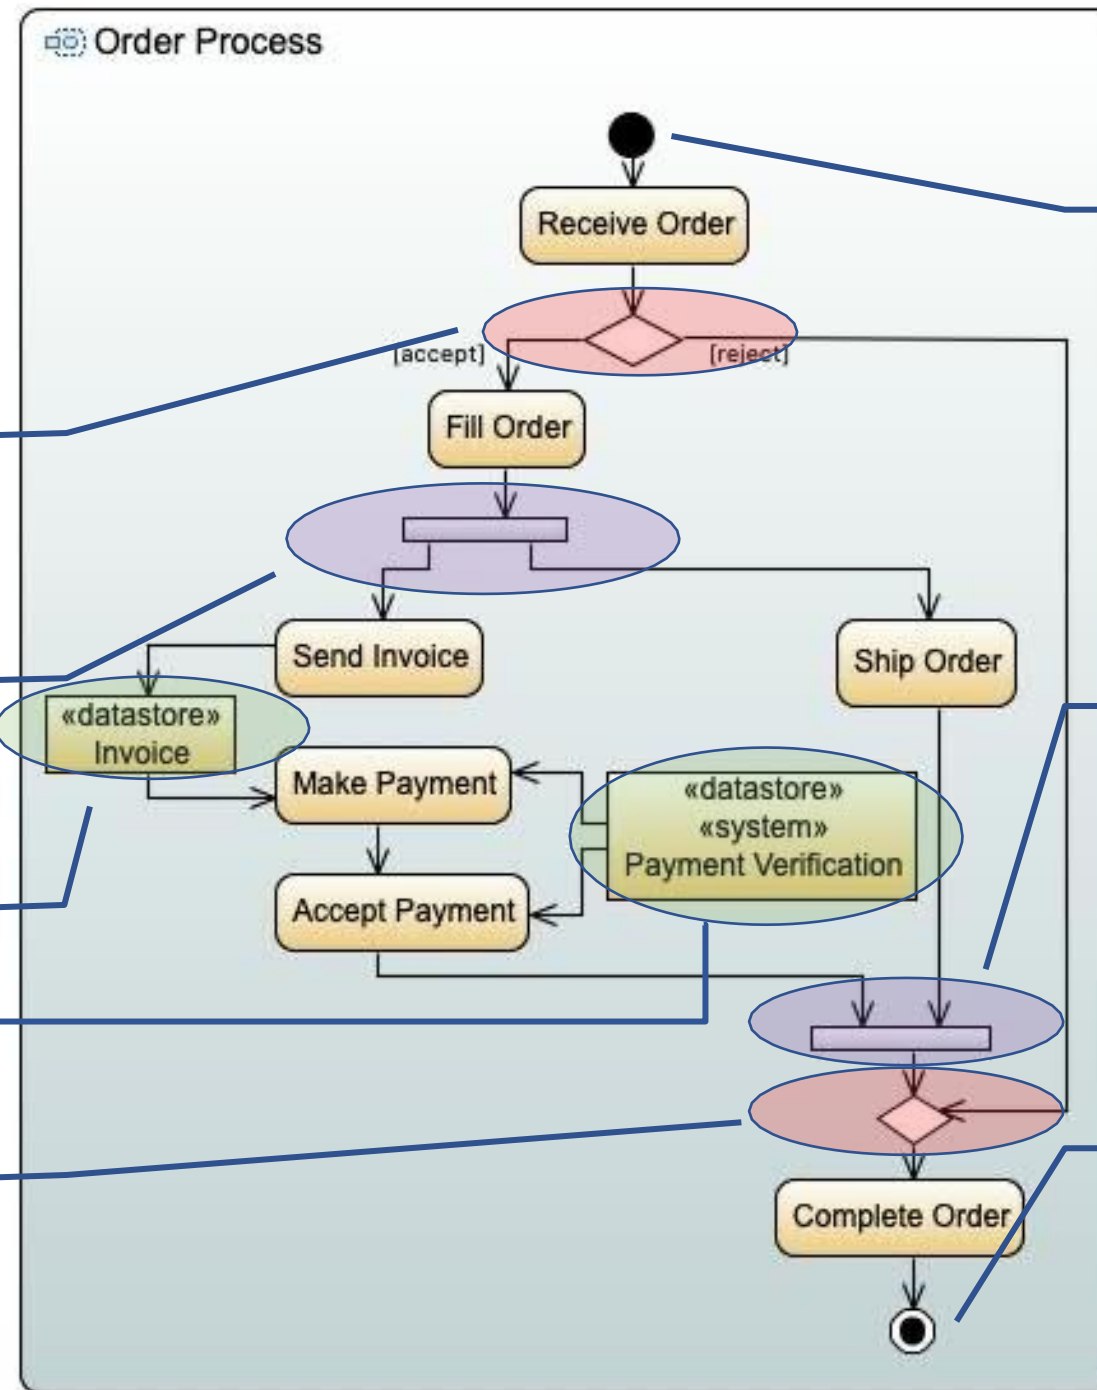 Order Process
Receive Order
[accept]
[reject]
Fill Order
Send Invoice
Ship Order
«datastore»
Invoice
Make Payment
«datastore»
«system»
Payment Verification
Accept Payment
Complete Order